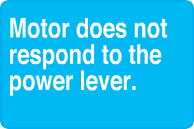 Motor does not
respond to the
power lever.